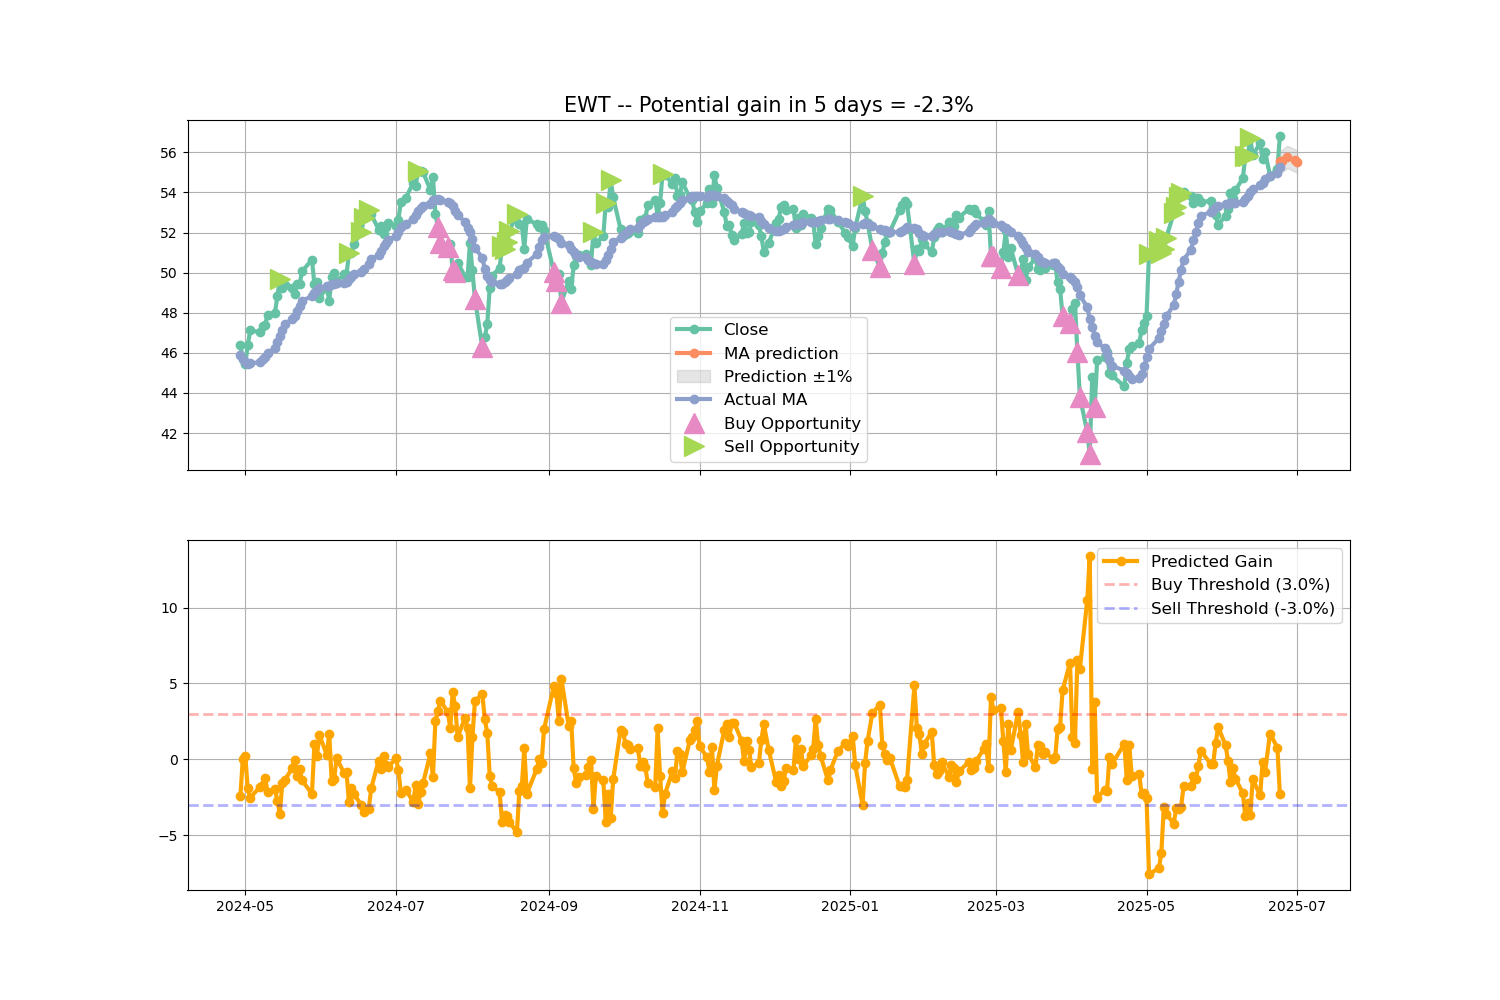 EWT -- Potential gain in 5 days = -2.3%
56
54
52
50
48
46
44
42
Close
MA prediction
Prediction ±1%
Actual MA
Buy Opportunity
Sell Opportunity
10
5
0
−5
Predicted Gain
Buy Threshold (3.0%)
Sell Threshold (-3.0%)
2024-05
2024-07
2024-09
2024-11
2025-01
2025-03
2025-05
2025-07